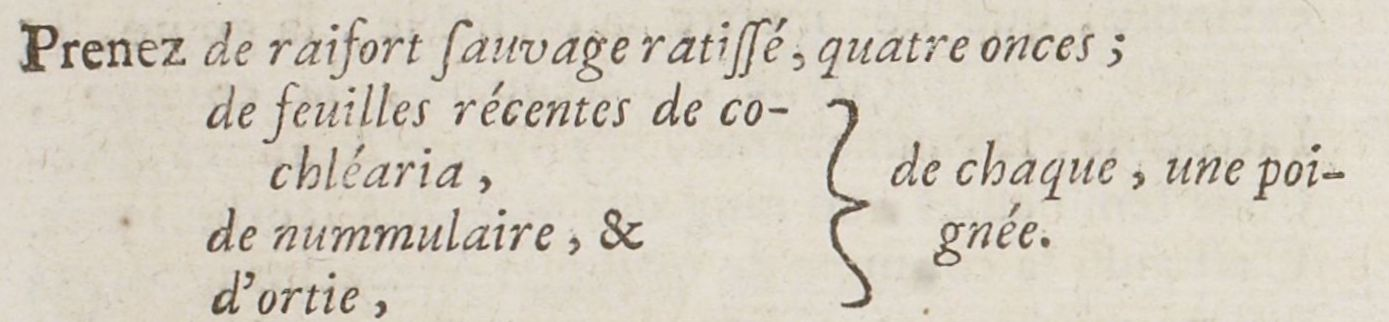 Prenez de raifort ſauvage ratiſſé, quatre onces ;
de feuilles récentes de co-
chléaria,
de nummulaire, &
d'ortie,
de chaque, une poi-
gnée.